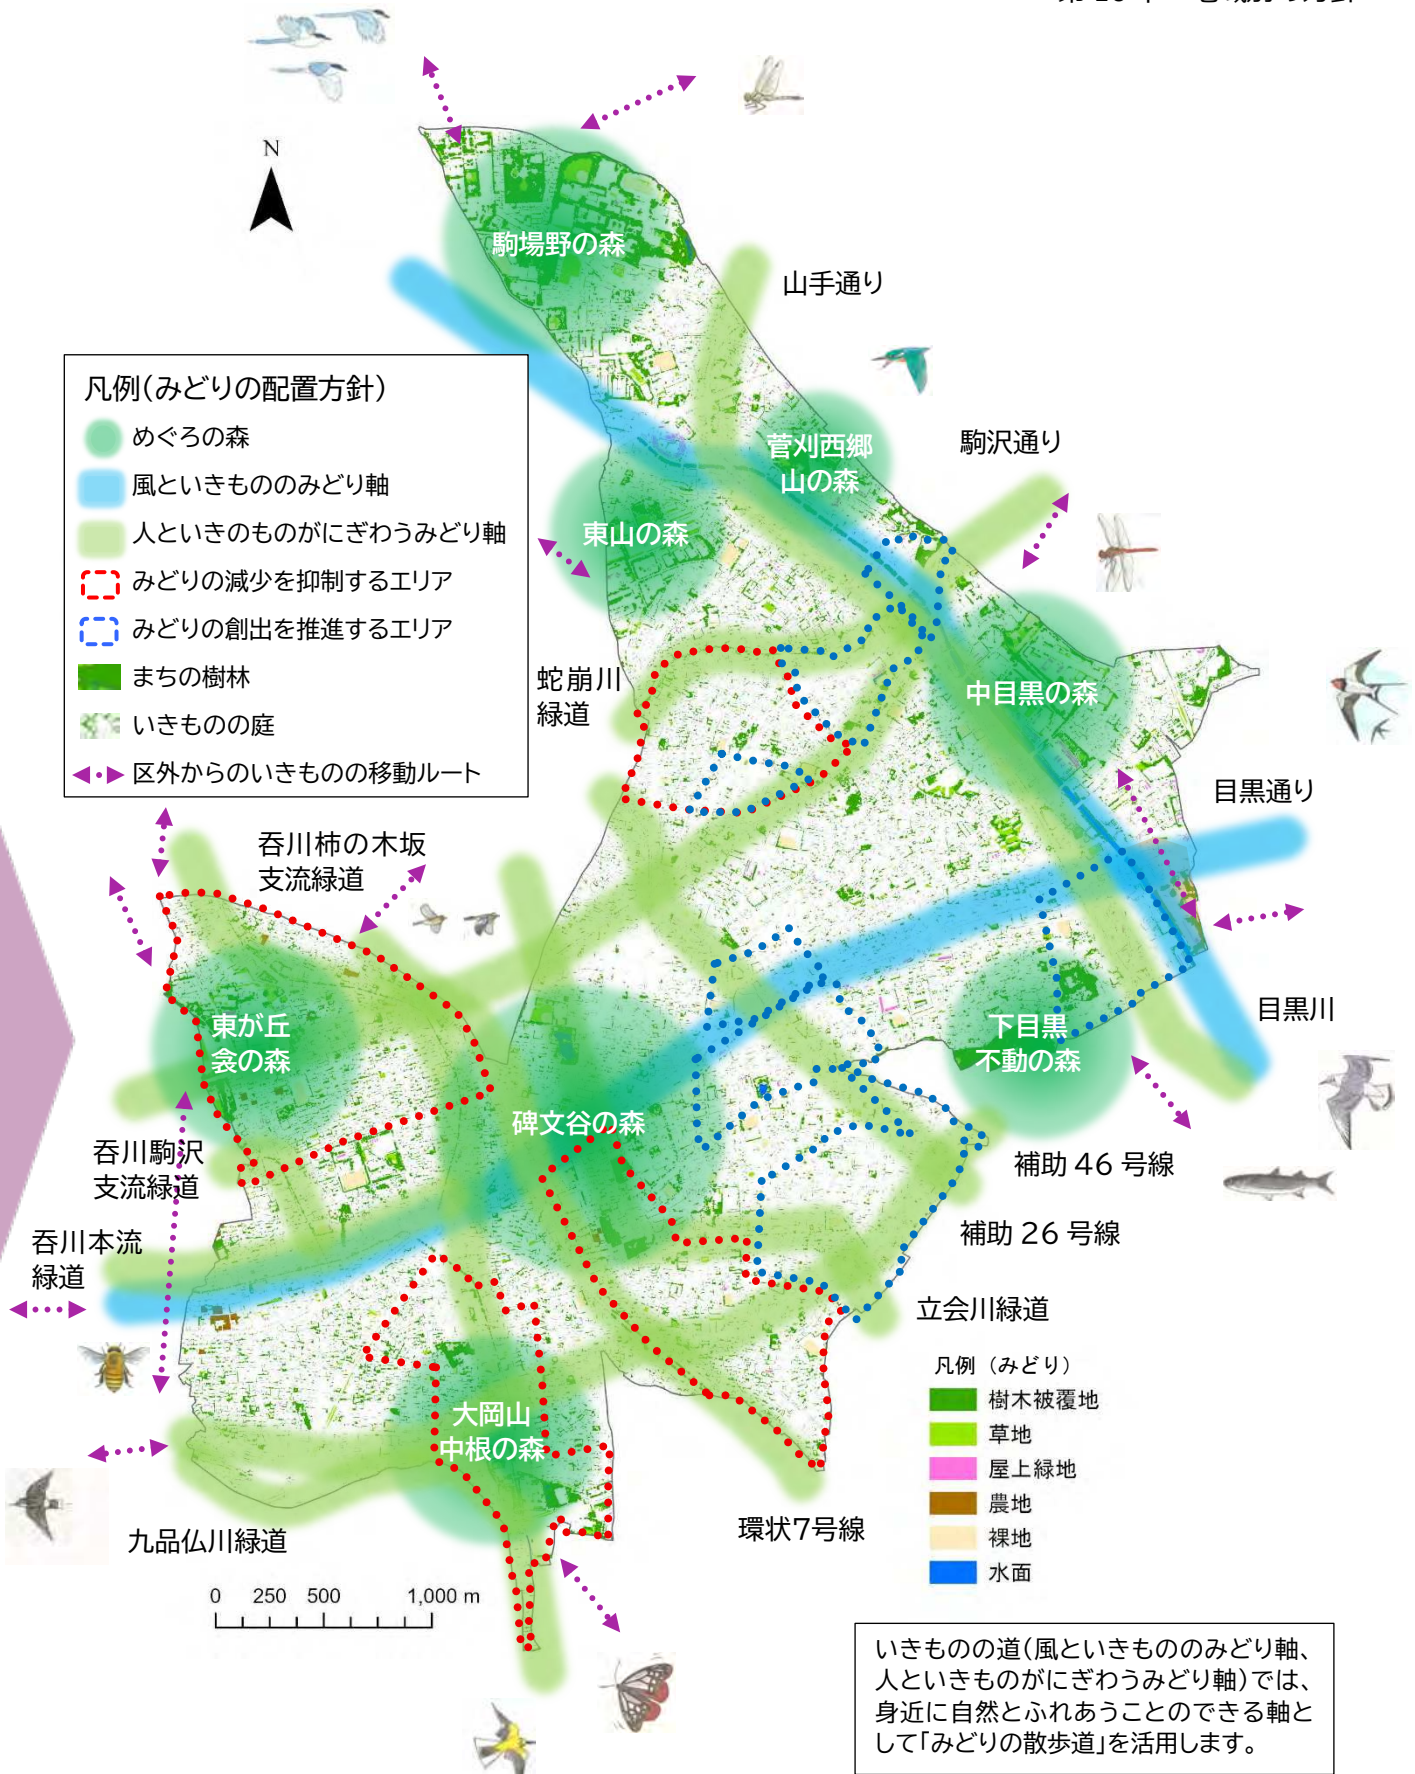 N
駒場野の森
山手通り
凡例(みどりの配置方針)
めぐろの森
風といきもののみどり軸
人といきのものがにぎわうみどり軸
みどりの減少を抑制するエリア
みどりの創出を推進するエリア
まちの樹林
いきものの庭
区外からのいきものの移動ルート
菅刈西郷
山の森
駒沢通り
東山の森
蛇崩川
緑道
中目黒の森
目黒通り
呑川柿の木坂
支流緑道
東が丘
衾の森
下目黒
不動の森
目黒川
碑文谷の森
呑川駒沢
支流緑道
補助 46 号線
呑川本流
緑道
補助 26 号線
立会川緑道
凡例（みどり）
樹木被覆地
草地
屋上緑地
農地
裸地
水面
大岡山
中根の森
環状7号線
九品仏川緑道
0 250 500 1,000 m
いきものの道(風といきもののみどり軸、
人といきものがにぎわうみどり軸)では、
身近に自然とふれあうことのできる軸と
して「みどりの散歩道」を活用します。